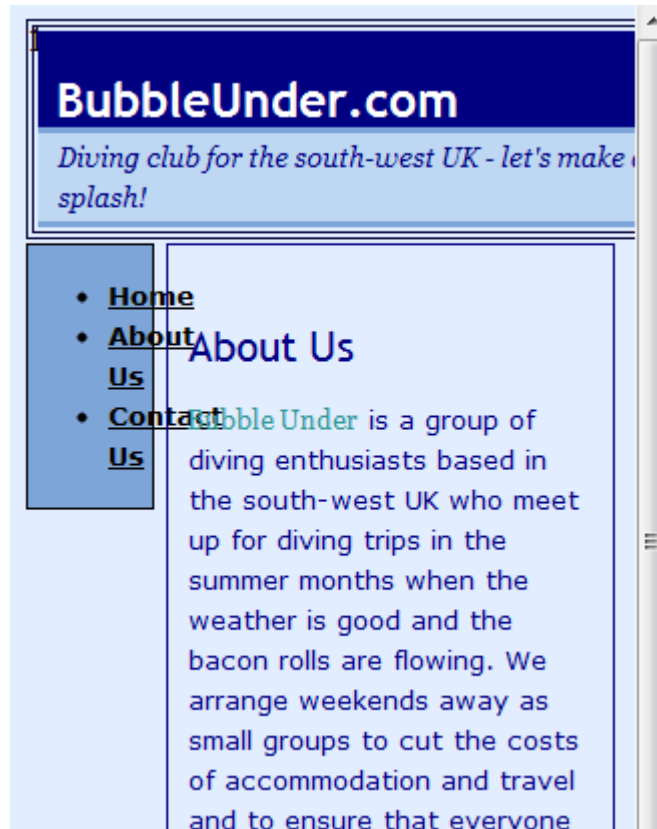 BubbleUnder.com
Diving club for the south-west UK - let's make
splash!
Home
About
Us
Contact
Us
About Us
Bubble Under is a group of
diving enthusiasts based in
the south-west UK who meet
up for diving trips in the
summer months when the
weather is good and the
bacon rolls are flowing. We
arrange weekends away as
small groups to cut the costs
of accommodation and travel
and to ensure that everyone